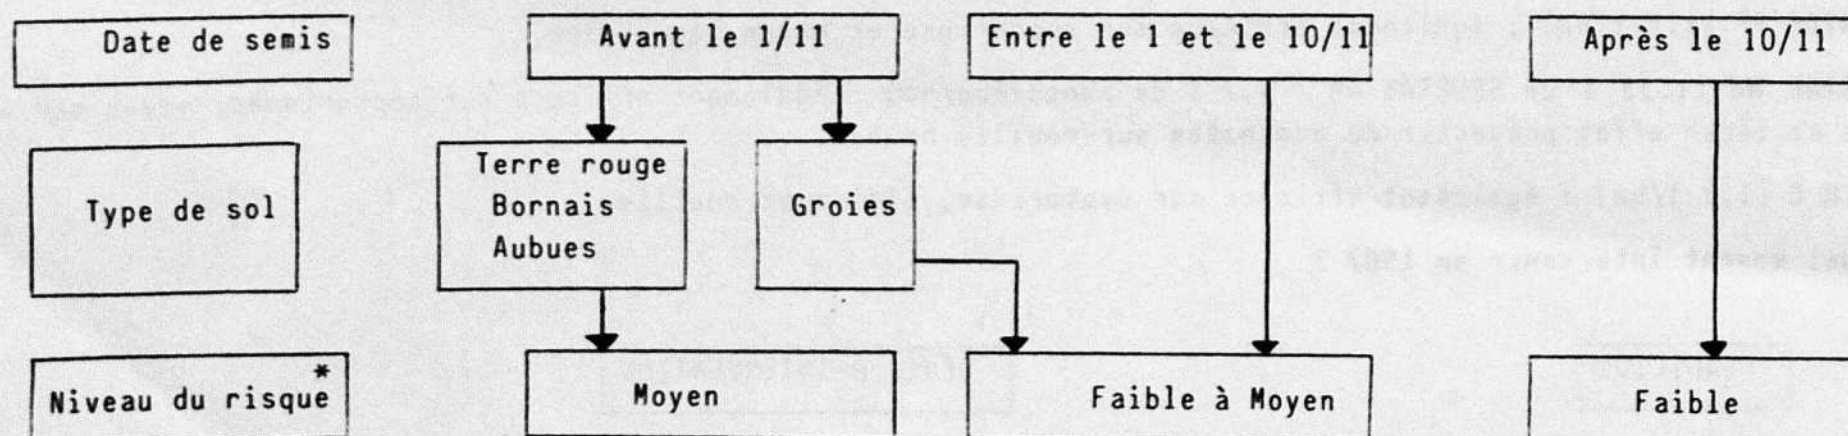 Date de semis
Avant le 1/11
Entre le 1 et le 10/11
Après le 10/11
Type de sol
Terre rouge
Bornais
Aubues
Groies
Niveau du risque *
Moyen
Faible à Moyen
Faible